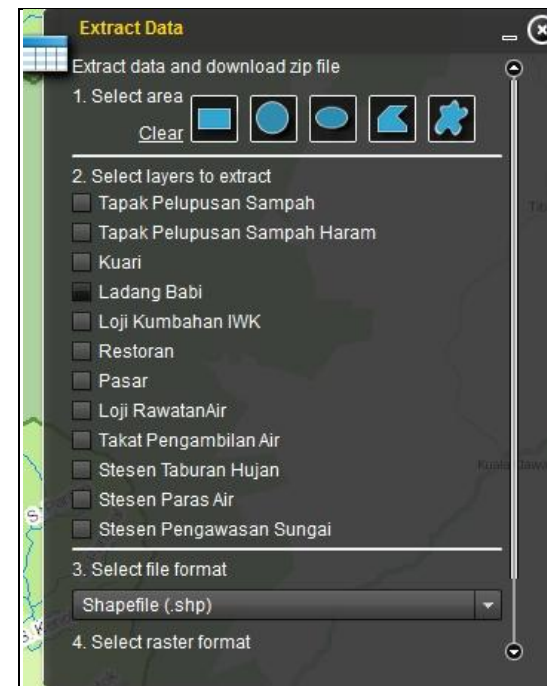 Extract Data
Extract data and download zip file
1. Select area
Clear
2. Select layers to extract
Tapak Pelupusan Sampah
Tapak Pelupusan Sampah Haram
Kuari
Ladang Babi
Loji Kumbahan IWK
Restoran
Pasar
Loji RawatanAir
Takat Pengambilan Air
Stesen Taburan Hujan
Stesen Paras Air
Stesen Pengawasan Sungai
3. Select file format
Shapefile (.shp)
4. Select raster format